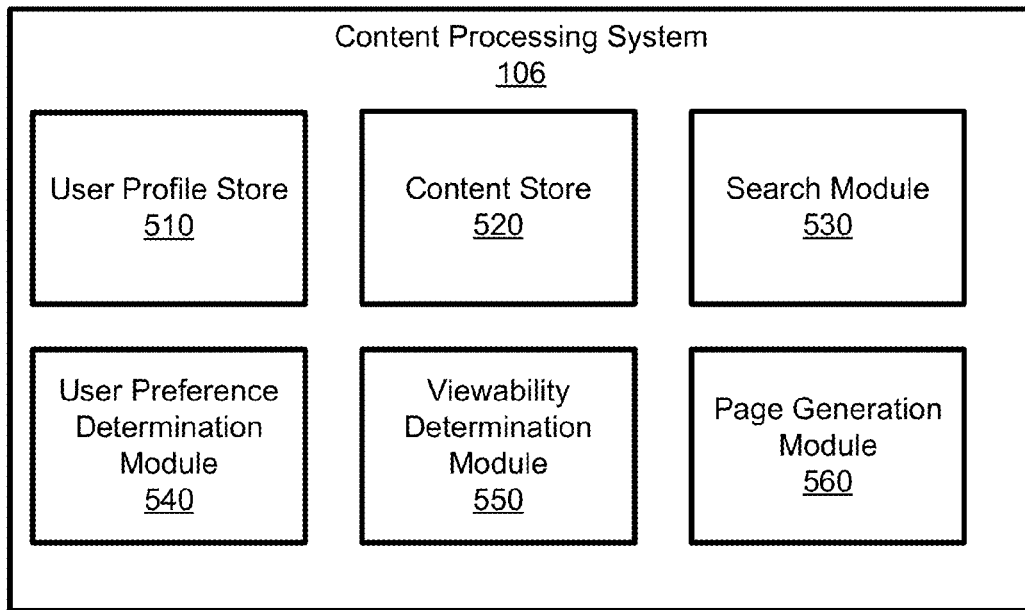 Content Processing System
106
User Profile Store
510
Content Store
520
Search Module
530
User Preference
Determination
Module
540
Viewability
Determination
Module
550
Page Generation
Module
560